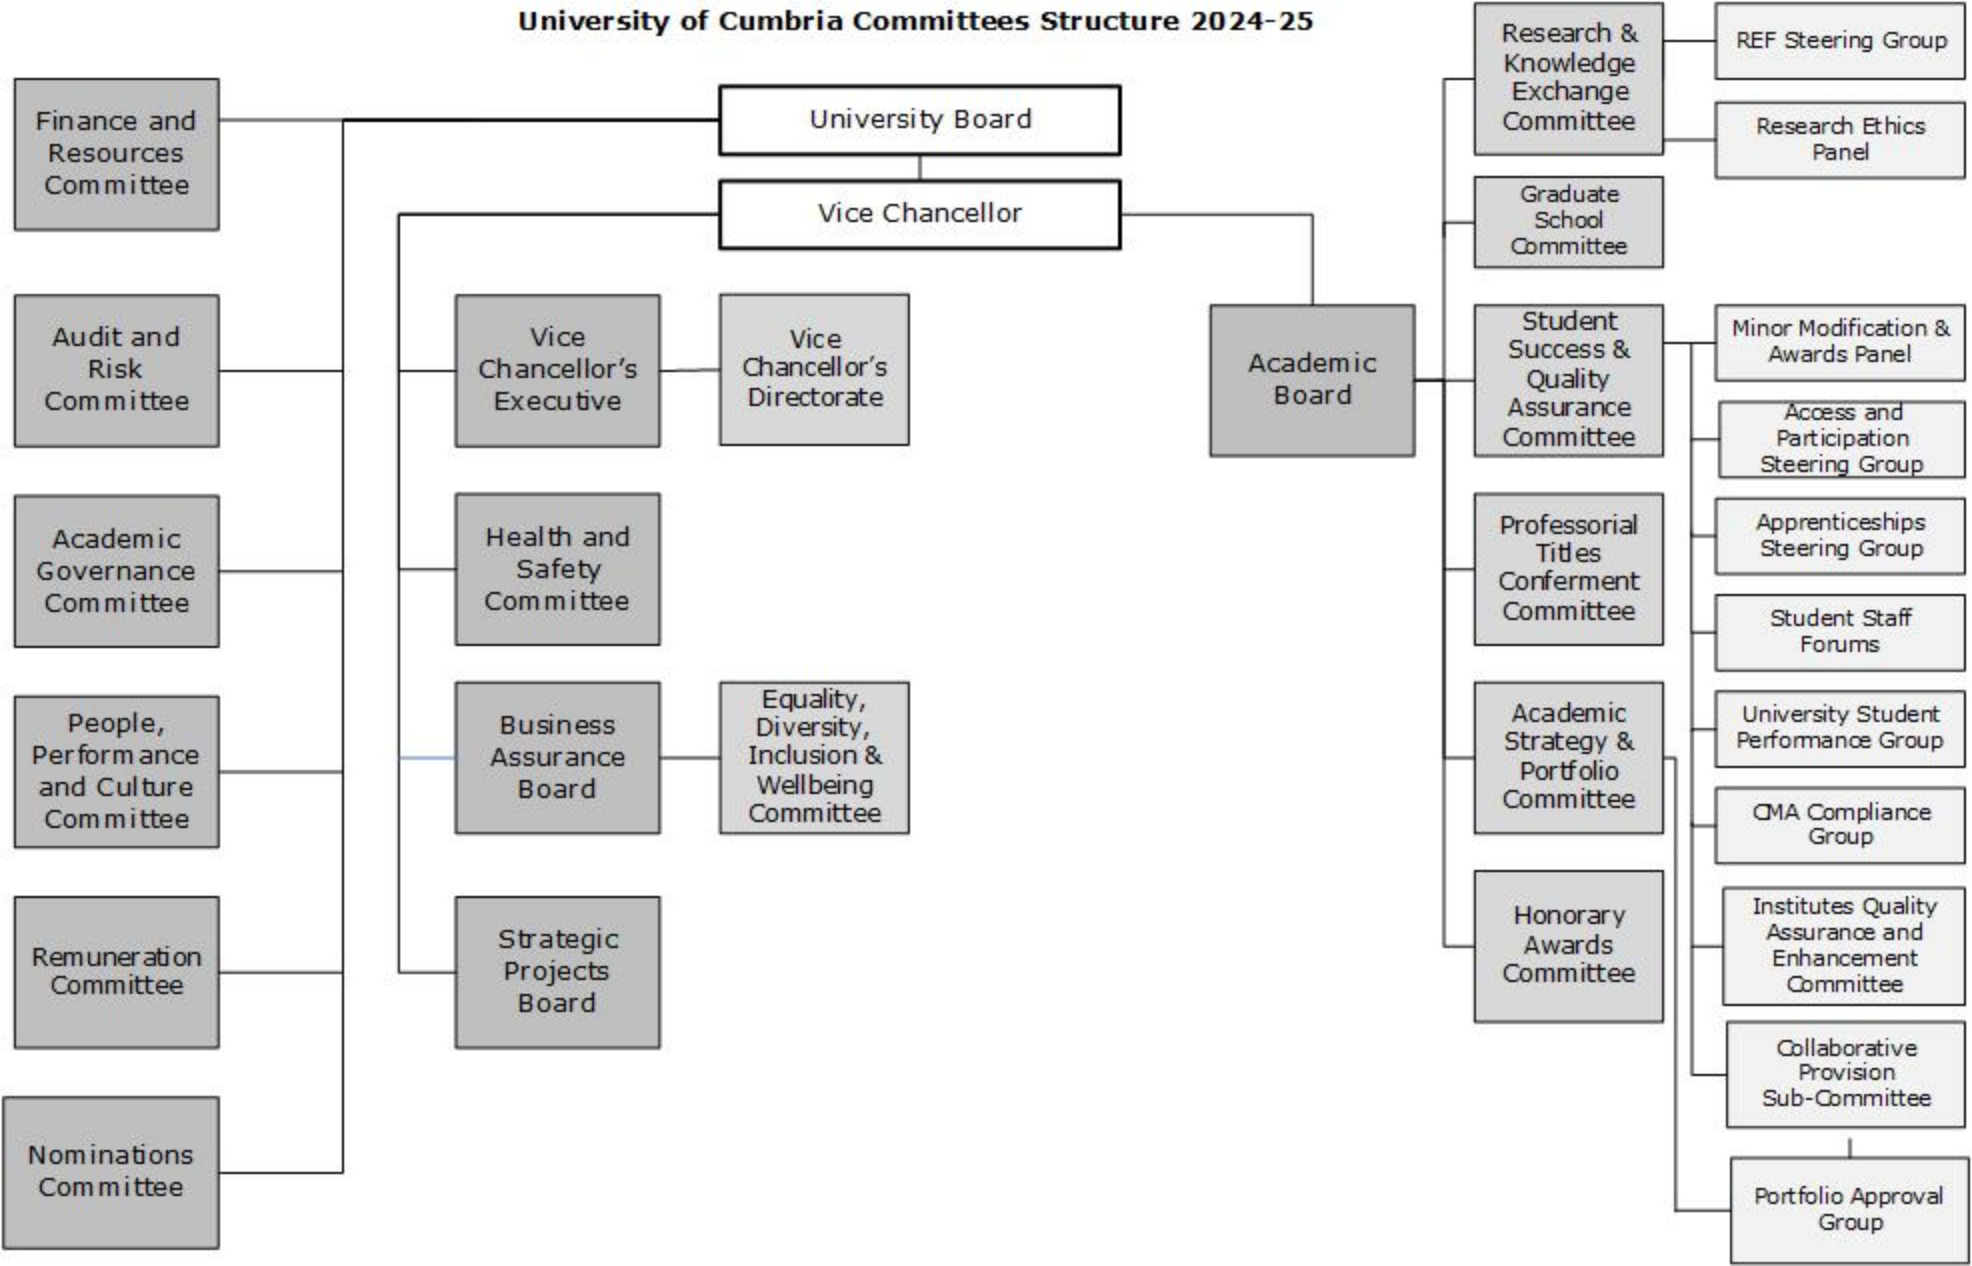 University of Cumbria Committees Structure 2024-25
University Board
Vice Chancellor
Finance and
Resources
Committee
Audit and
Risk
Committee
Academic
Governance
Committee
People,
Performance
and Culture
Committee
Remuneration
Committee
Nominations
Committee
Vice
Chancellor’s
Executive
Vice
Chancellor’s
Directorate
Health and
Safety
Committee
Business
Assurance
Board
Equality,
Diversity,
Inclusion &
Wellbeing
Committee
Strategic
Projects
Board
Academic
Board
Research &
Knowledge
Exchange
Committee
REF Steering Group
Research Ethics
Panel
Graduate
School
Committee
Student
Success &
Quality
Assurance
Committee
Minor Modification &
Awards Panel
Access and
Participation
Steering Group
Apprenticeships
Steering Group
Student Staff
Forums
University Student
Performance Group
CMA Compliance
Group
Institutes Quality
Assurance and
Enhancement
Committee
Collaborative
Provision
Sub-Committee
Professorial
Titles
Conferment
Committee
Academic
Strategy &
Portfolio
Committee
Portfolio Approval
Group
Honorary
Awards
Committee